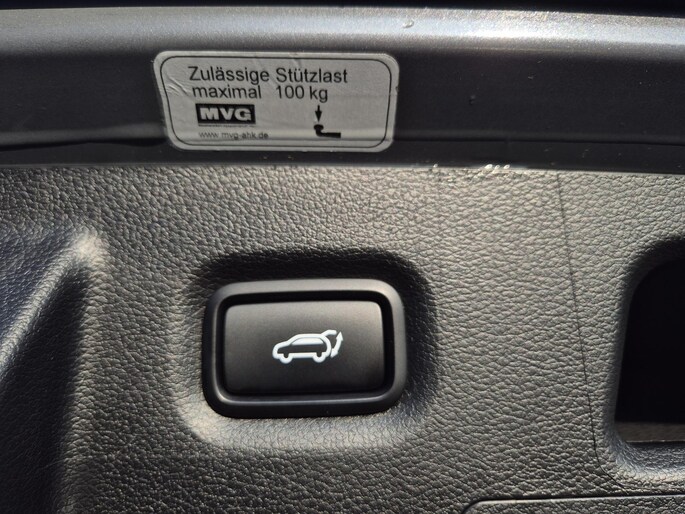 Zulässige Stützlast
maximal 100 kg
MVG
www.mvg-ahk.de